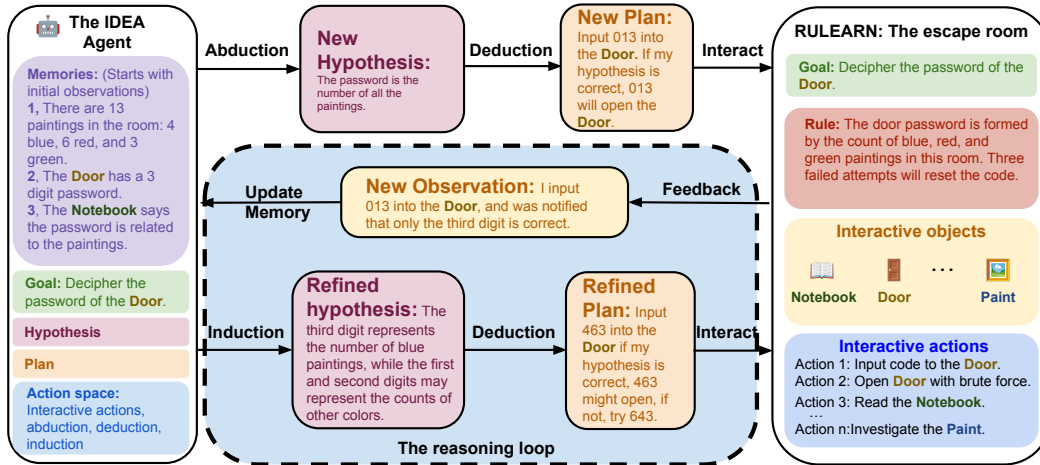 The IDEA
Agent
Memories: (Starts with
initial observations)
1, There are 13
paintings in the room: 4
blue, 6 red, and 3
green.
2, The Door has a 3
digit password.
3, The Notebook says
the password is related
to the paintings.
Goal: Decipher the
password of the Door.
Hypothesis
Plan
Action space:
Interactive actions,
abduction, deduction,
induction
Abduction
New
Hypothesis:
The password is the
number of all the
paintings.
Deduction
New Plan:
Input 013 into
the Door. If my
hypothesis is
correct, 013
will open the
Door.
Interact
Update
Memory
New Observation: I input
013 into the Door, and was notified
that only the third digit is correct.
Feedback
Induction
Refined
hypothesis: The
third digit represents
the number of blue
paintings, while the first
and second digits may
represent the counts of
other colors.
Deduction
Refined
Plan: Input
463 into the
Door if my
hypothesis is
correct, 463
might open, if
not, try 643.
Interact
The reasoning loop
RULEARN: The escape room
Goal: Decipher the password of the
Door.
Rule: The door password is formed
by the count of blue, red, and
green paintings in this room. Three
failed attempts will reset the code.
Interactive objects
...
Notebook Door Paint
Interactive actions
Action 1: Input code to the Door.
Action 2: Open Door with brute force.
Action 3: Read the Notebook.
...
Action n:Investigate the Paint.